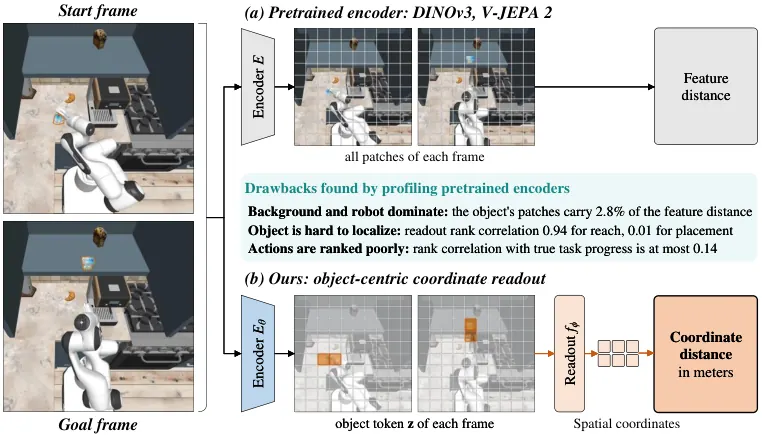 Start frame
(a) Pretrained encoder: DINOv3, V-JEPA 2
Encoder E
all patches of each frame
Feature
distance
Drawbacks found by profiling pretrained encoders
Background and robot dominate: the object's patches carry 2.8% of the feature distance
Object is hard to localize: readout rank correlation 0.94 for reach, 0.01 for placement
Actions are ranked poorly: rank correlation with true task progress is at most 0.14
(b) Ours: object-centric coordinate readout
Encoder Eθ
object token z of each frame
Readout fϕ
Spatial coordinates
Coordinate
distance
in meters
Goal frame